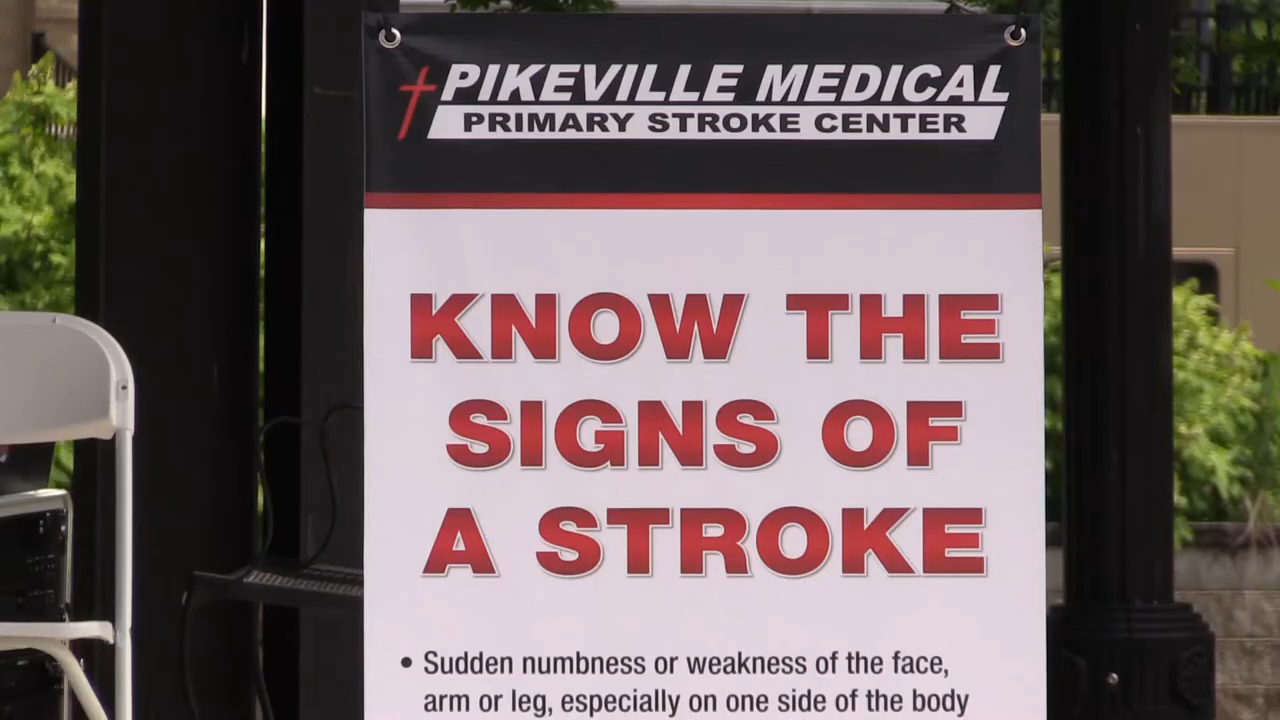 PIKEVILLE MEDICAL
PRIMARY STROKE CENTER
KNOW THE
SIGNS OF
A STROKE
• Sudden numbness or weakness of the face,
arm or leg, especially on one side of the body